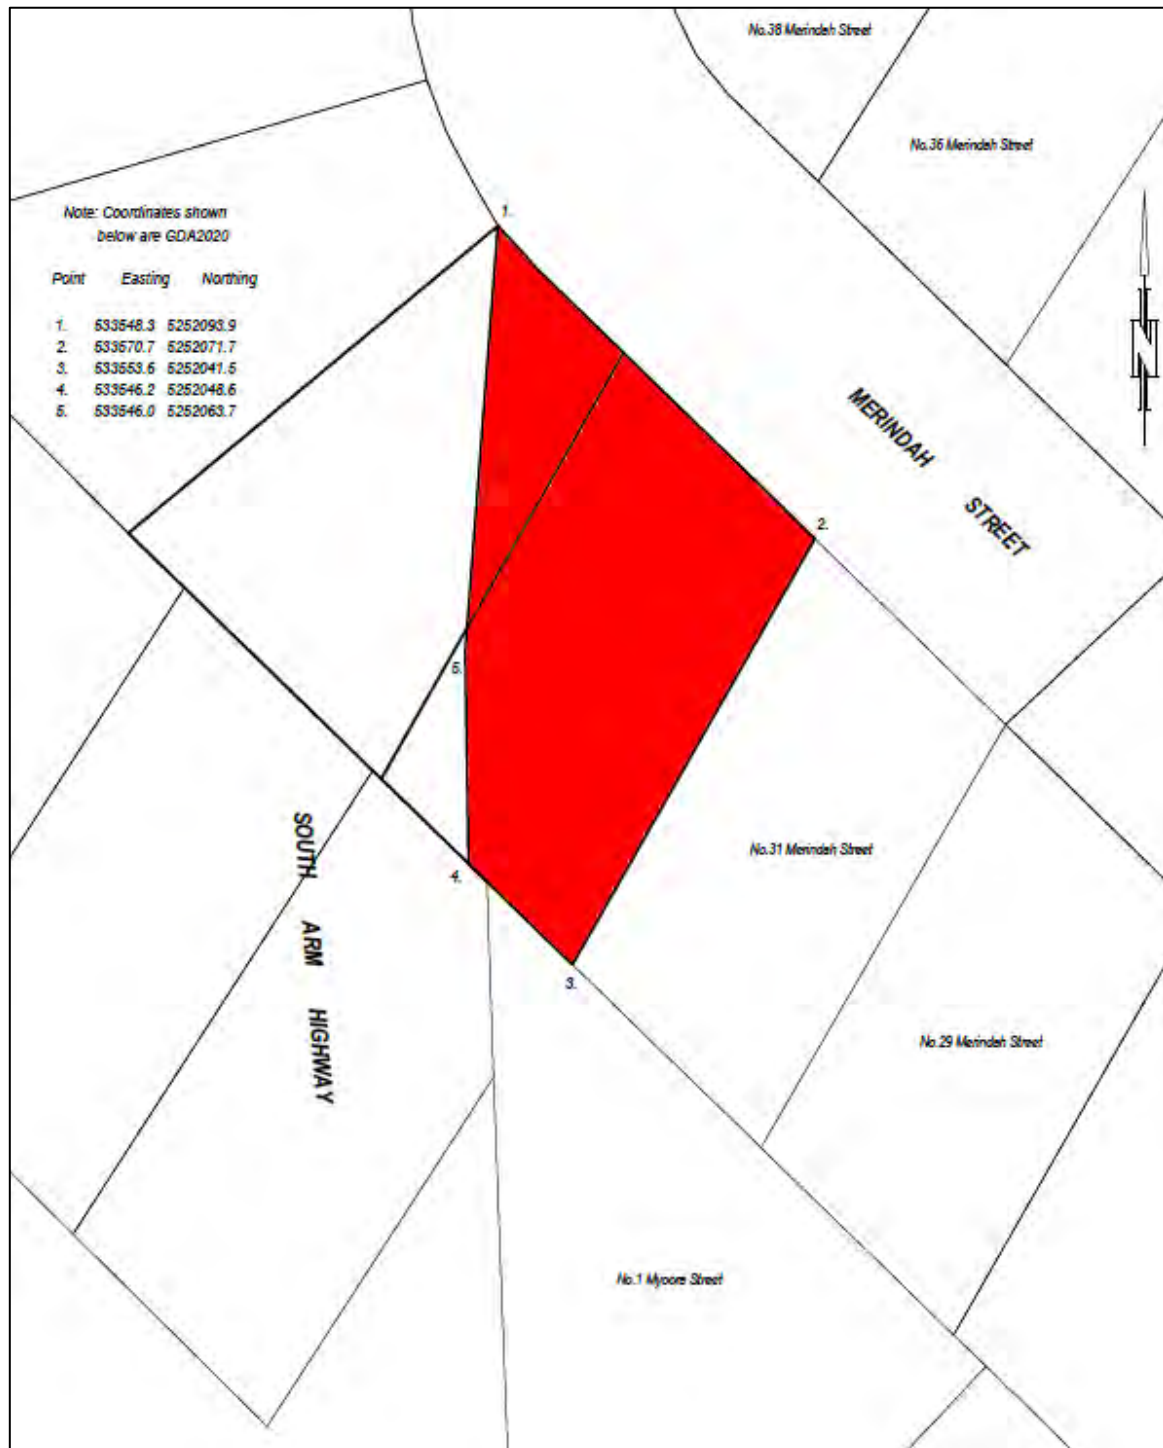 No.38 Merindah Street
No.36 Merindah Street
Note: Coordinates shown
below are GDA2020
Point Easting Northing
1. 533548.3 5252093.9
2. 533570.7 5252071.7
3. 533553.6 5252041.5
4. 533546.2 5252048.6
5. 533546.0 5252063.7
1.
N
MERINDAH STREET
2.
5.
SOUTH ARM HIGHWAY
No.31 Merindah Street
4.
3.
No.29 Merindah Street
No.1 Myoore Street